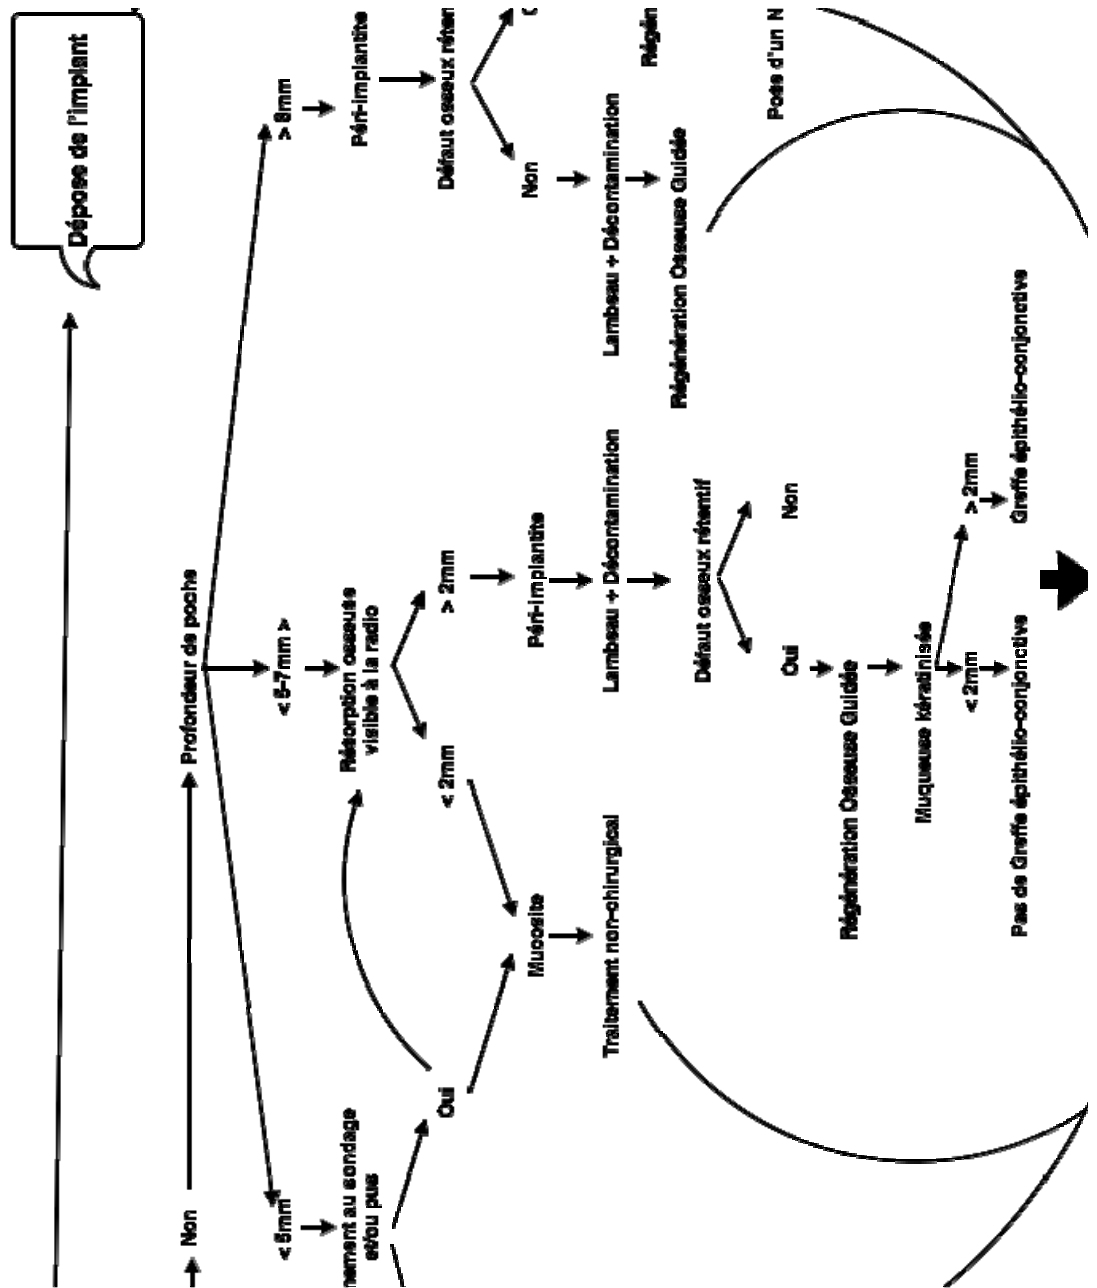 Dépose de l'implant
Non
Profondeur de poche
< 5mm
< 5-7mm >
> 8mm
nement au sondage
et/ou pus
Résorption osseuse
visible à la radio
Péri-implantite
Oui
< 2mm
> 2mm
Défaut osseux réten
Mucosite
Péri-implantite
Non
Traitement non-chirurgical
Lambeau + Décontamination
Lambeau + Décontamination
Régén
Régénération Osseuse Guidée
Défaut osseux rétentif
Pose d'un N
Oui
Non
Régénération Osseuse Guidée
Muqueuse kératinisée
< 2mm
> 2mm
Pas de Greffe épithélio-conjonctive
Greffe épithélio-conjonctive